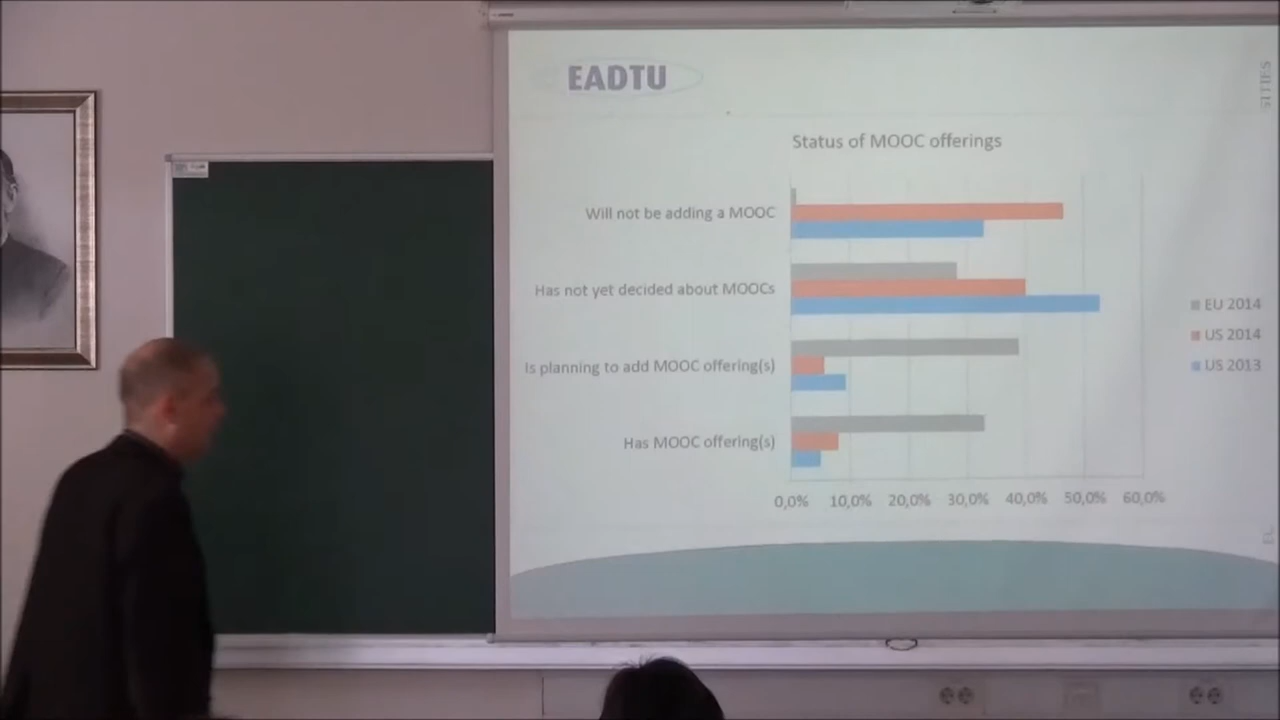 EADTU
SITIES
Status of MOOC offerings
Will not be adding a MOOC
Has not yet decided about MOOCs
Is planning to add MOOC offering(s)
Has MOOC offering(s)
EU 2014
US 2014
US 2013
0,0% 10,0% 20,0% 30,0% 40,0% 50,0% 60,0%
EL